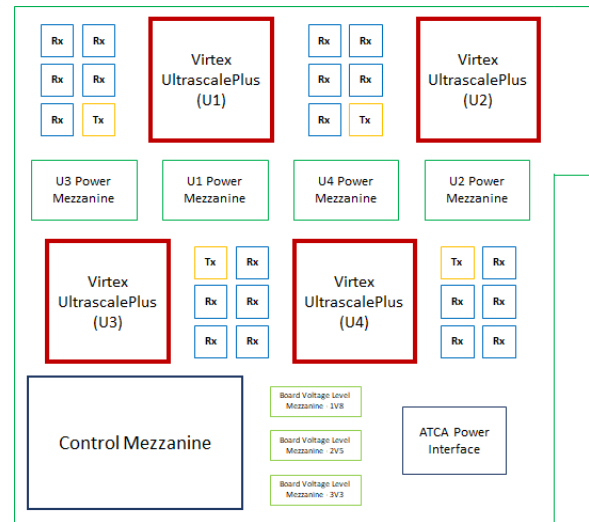 Rx Rx
Virtex
UltrascalePlus
(U1)
Rx Rx
Virtex
UltrascalePlus
(U2)
Rx Rx
Rx Rx
Rx Tx
Rx Tx
U3 Power
Mezzanine
U1 Power
Mezzanine
U4 Power
Mezzanine
U2 Power
Mezzanine
Virtex
UltrascalePlus
(U3)
Tx Rx
Rx Rx
Rx Rx
Virtex
UltrascalePlus
(U4)
Tx Rx
Rx Rx
Rx Rx
Control Mezzanine
Board Voltage Level
Mezzanine - 1V8
Board Voltage Level
Mezzanine - 2V5
Board Voltage Level
Mezzanine - 3V3
ATCA Power
Interface